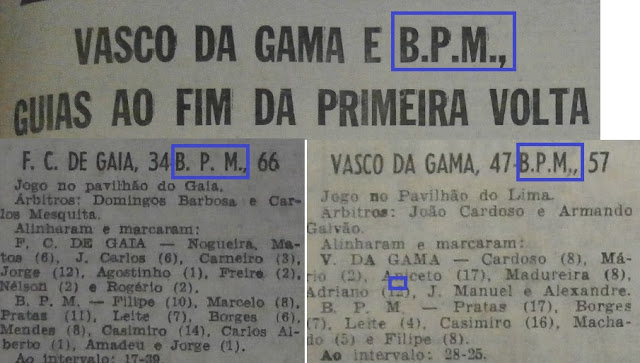 VASCO DA GAMA E B.P.M.,
GUIAS AO FIM DA PRIMEIRA VOLTA
F. C. DE GAIA, 34-B. P. M., 66
Jogo no pavilhão do Gaia.
Árbitros: Domingos Barbosa e Car-
los Mesquita.
Alinharam e marcaram:
F. C. DE GAIA — Nogueira, Ma-
tos (6), J. Carlos (6), Carneiro (3),
Jorge (12), Agostinho (1), Freire (2),
Nélson (2) e Rogério (2).
B. P. M. — Filipe (10), Marcelo (8),
Pratas (11), Leite (7), Borges (6),
Mendes (8), Casimiro (14), Carlos Al-
berto (1), Amadeu e Jorge (1).
Ao intervalo: 17-39.
VASCO DA GAMA, 47-B.P.M., 57
Jogo no Pavilhão do Lima.
Árbitros: João Cardoso e Armando
Galvão.
Alinharam e marcaram:
V. DA GAMA — Cardoso (8), Má-
rio (2), Aniceto (17), Madureira (8),
Adriano (12), J. Manuel e Alexandre.
B. P. M. — Pratas (17), Borges
(7), Leite (4), Casimiro (16), Macha-
do (5) e Filipe (8).
Ao intervalo: 28-25.